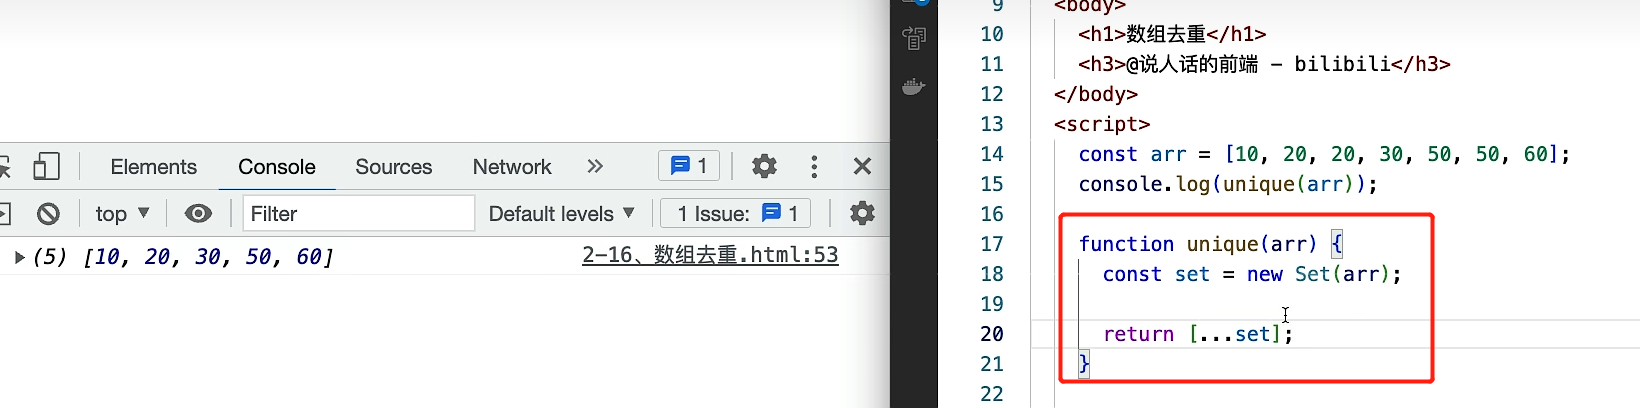 Elements Console Sources Network » 1
top Filter Default levels 1 Issue: 1
(5) [10, 20, 30, 50, 60] 2-16、数组去重.html:53
9 <body>
10 <h1>数组去重</h1>
11 <h3>@说人话的前端 - bilibili</h3>
12 </body>
13 <script>
14 const arr = [10, 20, 20, 30, 50, 50, 60];
15 console.log(unique(arr));
16
17 function unique(arr) {
18 const set = new Set(arr);
19
20 return [...set];
21 }
22